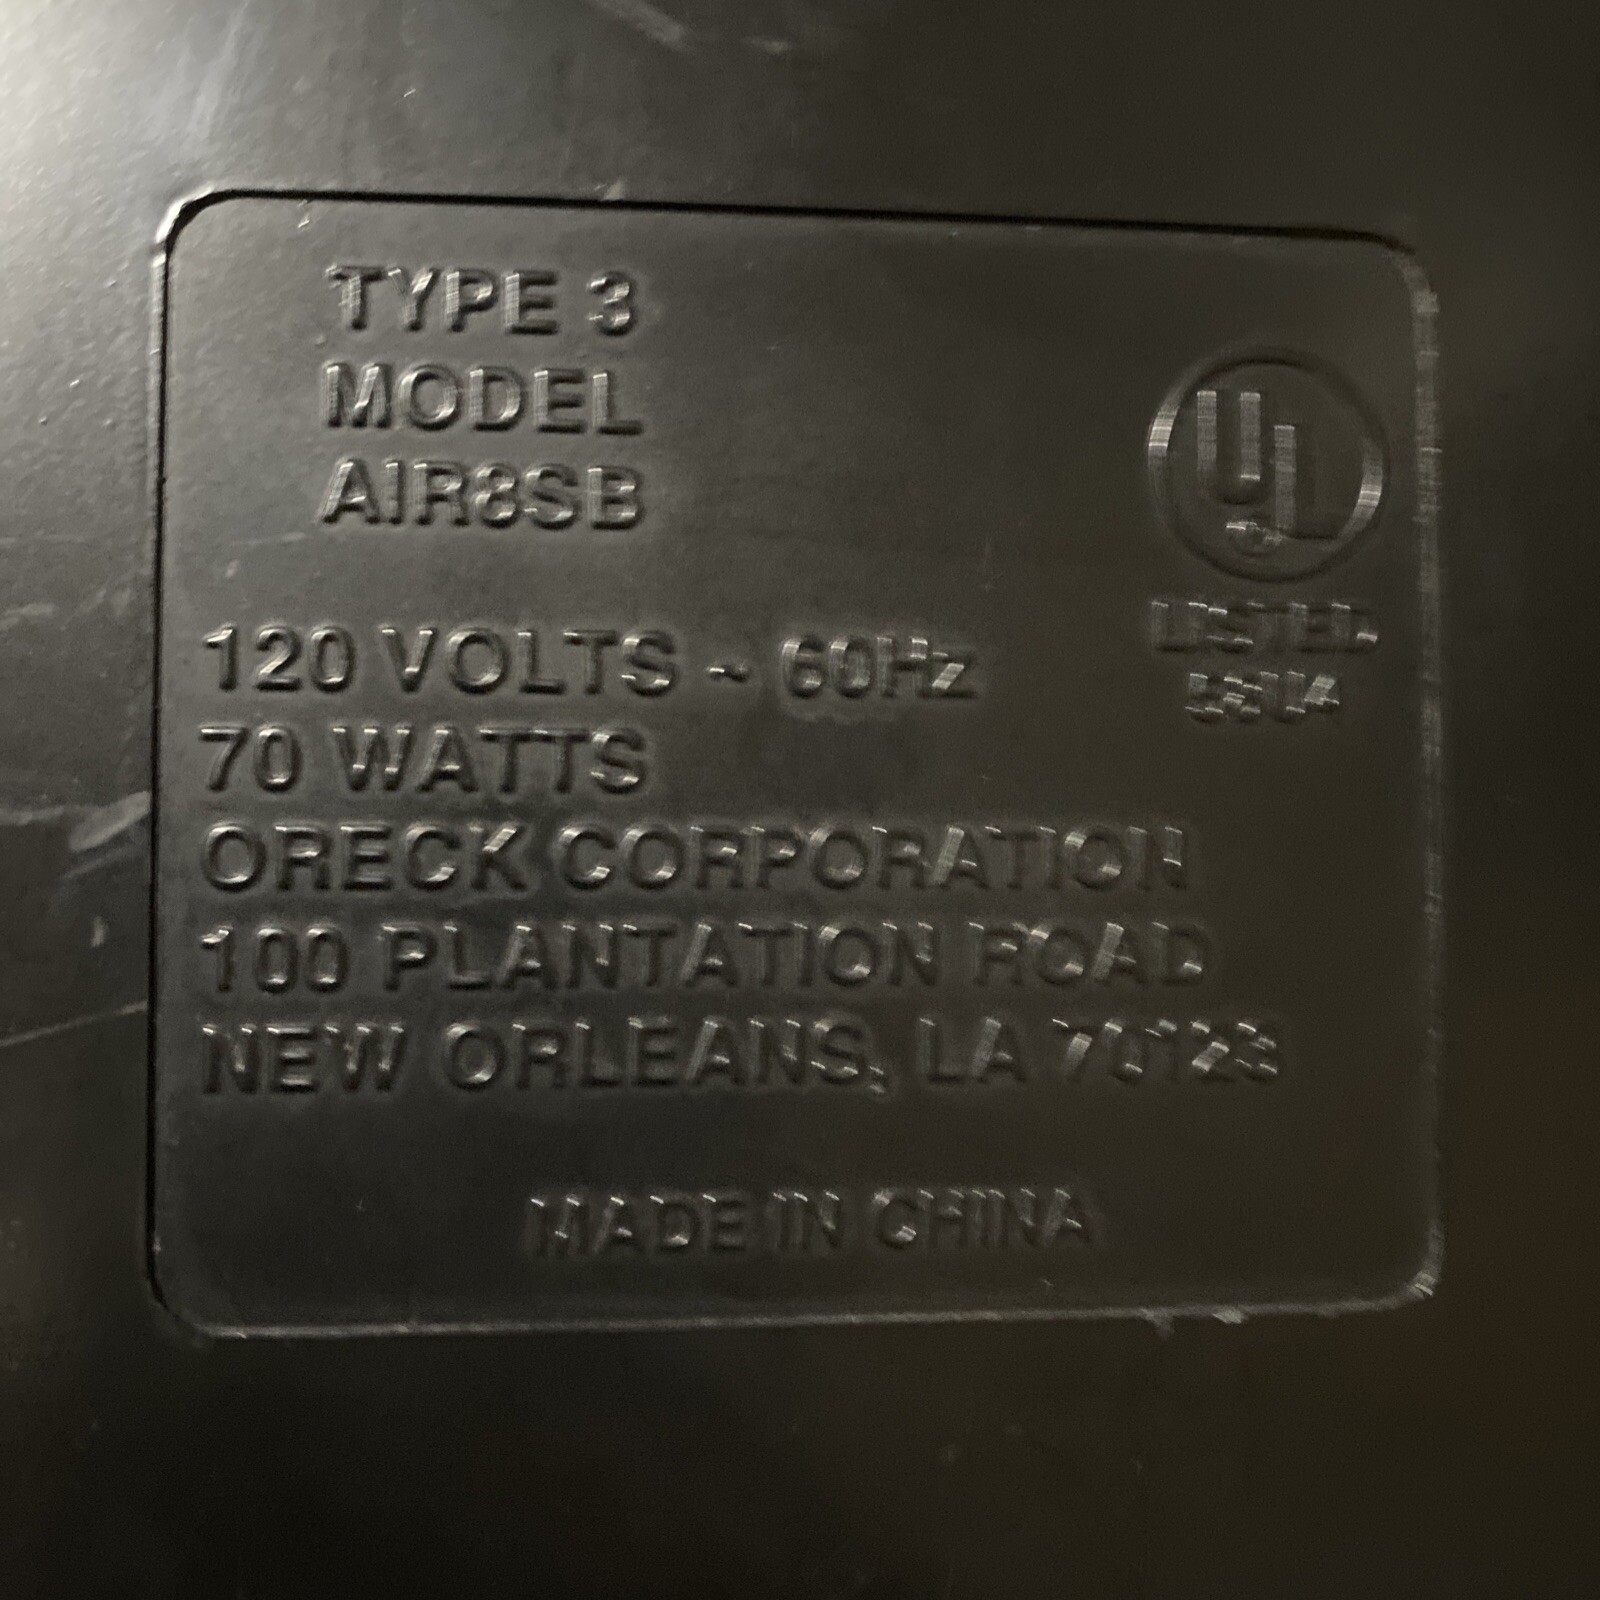 TYPE 3
MODEL
AIR8SB
UL
LISTED
120 VOLTS ~ 60Hz
70 WATTS
ORECK CORPORATION
100 PLANTATION ROAD
NEW ORLEANS, LA 70123
MADE IN CHINA